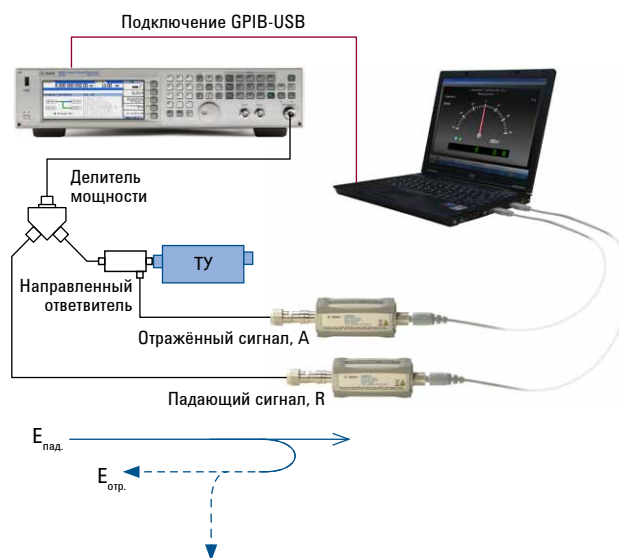 Подключение GPIB-USB
Делитель
мощности
Направленный
ответвитель
ТУ
Отражённый сигнал, A
Падающий сигнал, R
Eпад.
Eотр.